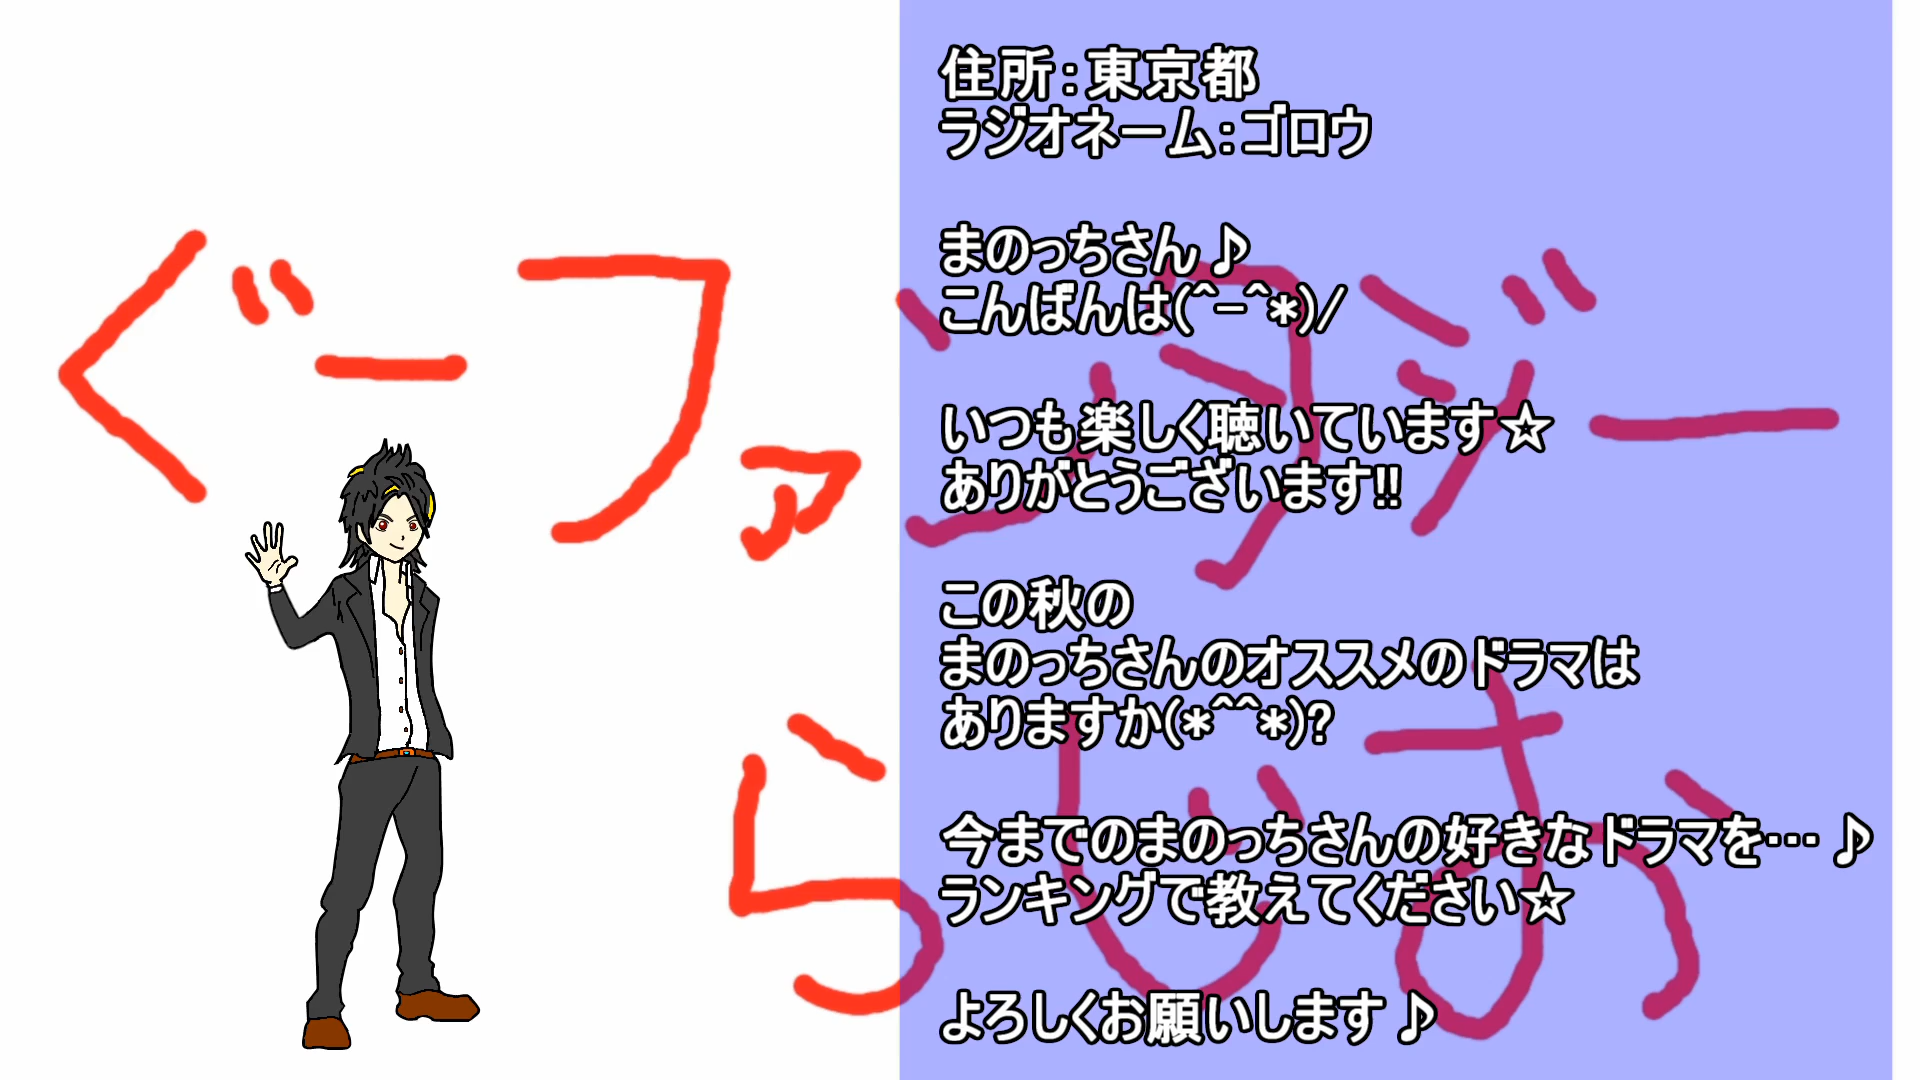 ぐーファンタジー
らじお
住所：東京都
ラジオネーム：ゴロウ
まのっちさん♪
こんばんは(^-^*)/
いつも楽しく聴いています☆
ありがとうございます!!
この秋の
まのっちさんのオススメのドラマは
ありますか(*^^*)?
今までのまのっちさんの好きなドラマを…♪
ランキングで教えてください☆
よろしくお願いします♪